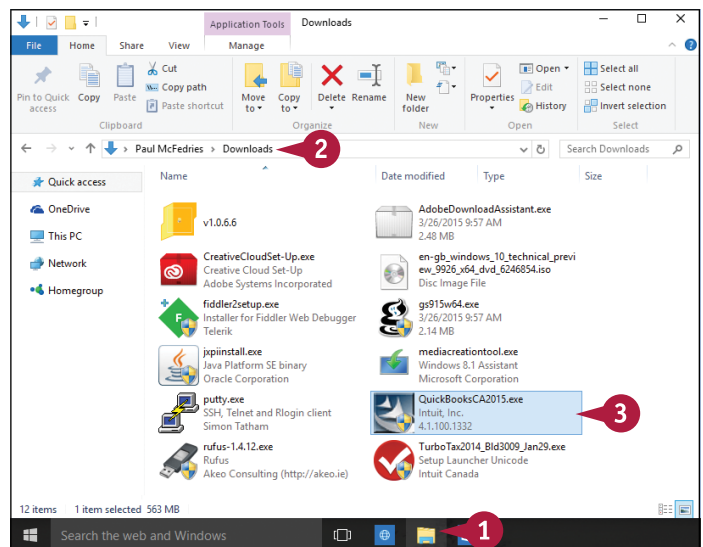 Application Tools Downloads
File Home Share View Manage
Pin to Quick access
Copy
Paste
Cut
Copy path
Paste shortcut
Clipboard
Move to
Copy to
Delete
Rename
Organize
New folder
New
Properties
Open
Edit
History
Open
Select all
Select none
Invert selection
Select
Paul McFedries > Downloads
2
Search Downloads
Quick access
OneDrive
This PC
Network
Homegroup
Name Date modified Type Size
v1.0.6.6
AdobeDownloadAssistant.exe
3/26/2015 9:57 AM
2.48 MB
CreativeCloudSet-Up.exe
Creative Cloud Set-Up
Adobe Systems Incorporated
en-gb_windows_10_technical_previ
ew_9926_x64_dvd_6246854.iso
Disc Image File
fiddler2setup.exe
Installer for Fiddler Web Debugger
Telerik
gs915w64.exe
3/26/2015 9:57 AM
2.14 MB
jxpiinstall.exe
Java Platform SE binary
Oracle Corporation
mediacreationtool.exe
Windows 8.1 Assistant
Microsoft Corporation
putty.exe
SSH, Telnet and Rlogin client
Simon Tatham
QuickBooksCA2015.exe
Intuit, Inc.
4.1.100.1332
3
rufus-1.4.12.exe
Rufus
Akeo Consulting (http://akeo.ie)
TurboTax2014_Bld3009_Jan29.exe
Setup Launcher Unicode
Intuit Canada
12 items 1 item selected 563 MB
Search the web and Windows
1